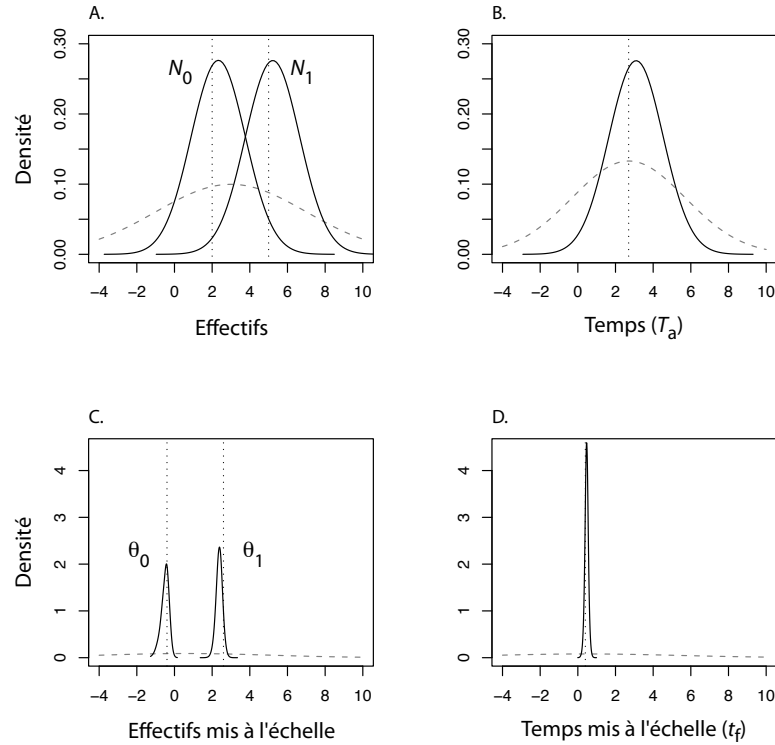 A.
B.
0.30
0.20
0.10
0.00
Densité
N0
N1
−4 −2 0 2 4 6 8 10
Effectifs
0.30
0.20
0.10
0.00
−4 −2 0 2 4 6 8 10
Temps (Ta)
C.
D.
4
3
2
1
0
Densité
θ0
θ1
−4 −2 0 2 4 6 8 10
Effectifs mis à l'échelle
4
3
2
1
0
−4 −2 0 2 4 6 8 10
Temps mis à l'échelle (tf)